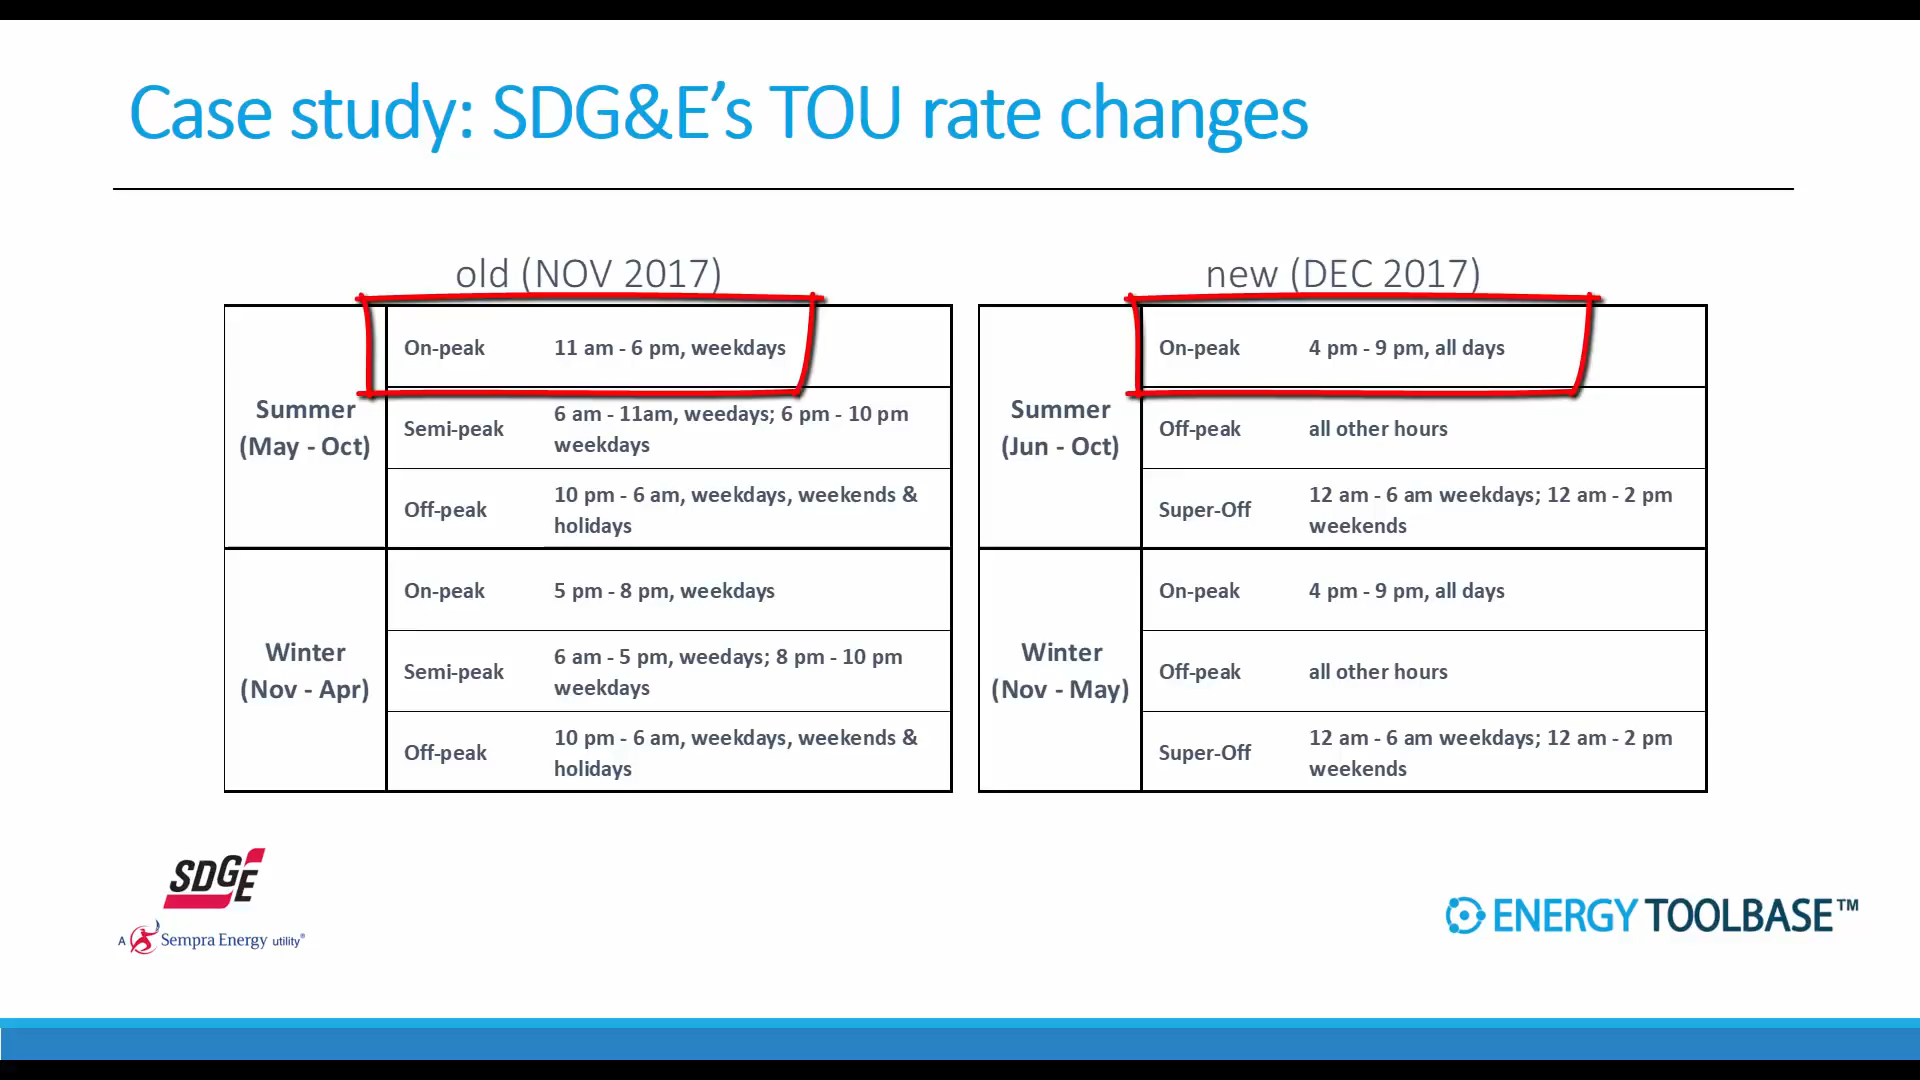 Case study: SDG&E’s TOU rate changes
old (NOV 2017)
Summer
(May - Oct)
On-peak 11 am - 6 pm, weekdays
Semi-peak 6 am - 11am, weedays; 6 pm - 10 pm
weekdays
Off-peak 10 pm - 6 am, weekdays, weekends &
holidays
Winter
(Nov - Apr)
On-peak 5 pm - 8 pm, weekdays
Semi-peak 6 am - 5 pm, weedays; 8 pm - 10 pm
weekdays
Off-peak 10 pm - 6 am, weekdays, weekends &
holidays
new (DEC 2017)
Summer
(Jun - Oct)
On-peak 4 pm - 9 pm, all days
Off-peak all other hours
Super-Off 12 am - 6 am weekdays; 12 am - 2 pm
weekends
Winter
(Nov - May)
On-peak 4 pm - 9 pm, all days
Off-peak all other hours
Super-Off 12 am - 6 am weekdays; 12 am - 2 pm
weekends
SDGE
A Sempra Energy utility®
ENERGY TOOLBASE™